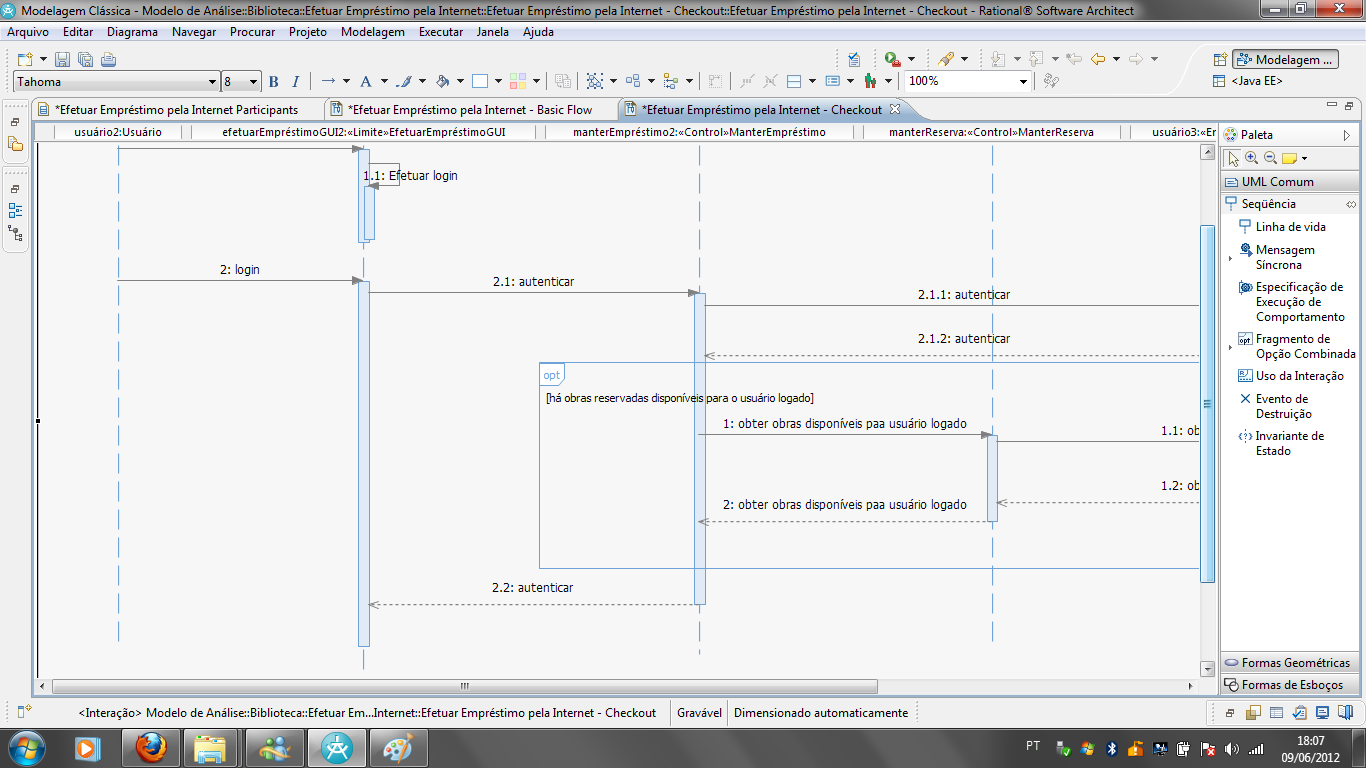 Modelagem Clássica - Modelo de Análise::Biblioteca::Efetuar Empréstimo pela Internet::Efetuar Empréstimo pela Internet - Checkout::Efetuar Empréstimo pela Internet - Checkout - Rational® Software Architect
Arquivo Editar Diagrama Navegar Procurar Projeto Modelagem Executar Janela Ajuda
Modelagem ...
Tahoma 8 B I A 100% <Java EE>
*Efetuar Empréstimo pela Internet Participants *Efetuar Empréstimo pela Internet - Basic Flow *Efetuar Empréstimo pela Internet - Checkout
usuário2:Usuário efetuarEmpréstimoGUI2:«Limite»EfetuarEmpréstimoGUI manterEmpréstimo2:«Control»ManterEmpréstimo manterReserva:«Control»ManterReserva usuário3:«Er
1.1: Efetuar login
2: login
2.1: autenticar
2.1.1: autenticar
2.1.2: autenticar
opt
[há obras reservadas disponíveis para o usuário logado]
1: obter obras disponíveis paa usuário logado
1.1: ob
1.2: ob
2: obter obras disponíveis paa usuário logado
2.2: autenticar
Paleta
UML Comum
Seqüência
Linha de vida
Mensagem
Síncrona
Especificação de
Execução de
Comportamento
opt
Fragmento de
Opção Combinada
Uso da Interação
Evento de
Destruição
Invariante de
Estado
Formas Geométricas
Formas de Esboços
<Interação> Modelo de Análise::Biblioteca::Efetuar Em...Internet::Efetuar Empréstimo pela Internet - Checkout Gravável Dimensionado automaticamente
PT
18:07
09/06/2012